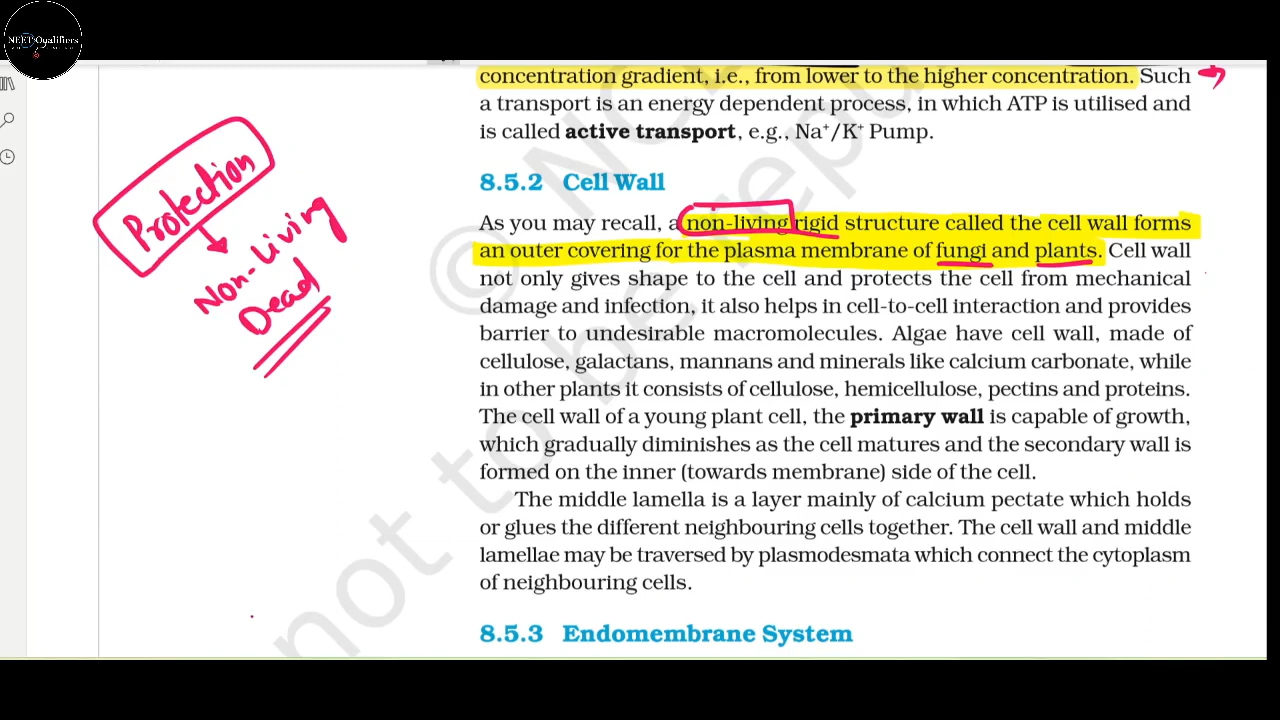 NEET Qualifiers
concentration gradient, i.e., from lower to the higher concentration. Such
a transport is an energy dependent process, in which ATP is utilised and
is called active transport, e.g., Na⁺/K⁺ Pump.
8.5.2 Cell Wall
As you may recall, a non-living rigid structure called the cell wall forms
an outer covering for the plasma membrane of fungi and plants. Cell wall
not only gives shape to the cell and protects the cell from mechanical
damage and infection, it also helps in cell-to-cell interaction and provides
barrier to undesirable macromolecules. Algae have cell wall, made of
cellulose, galactans, mannans and minerals like calcium carbonate, while
in other plants it consists of cellulose, hemicellulose, pectins and proteins.
The cell wall of a young plant cell, the primary wall is capable of growth,
which gradually diminishes as the cell matures and the secondary wall is
formed on the inner (towards membrane) side of the cell.
The middle lamella is a layer mainly of calcium pectate which holds
or glues the different neighbouring cells together. The cell wall and middle
lamellae may be traversed by plasmodesmata which connect the cytoplasm
of neighbouring cells.
8.5.3 Endomembrane System
Protection
Non-living
Dead
not to be repu